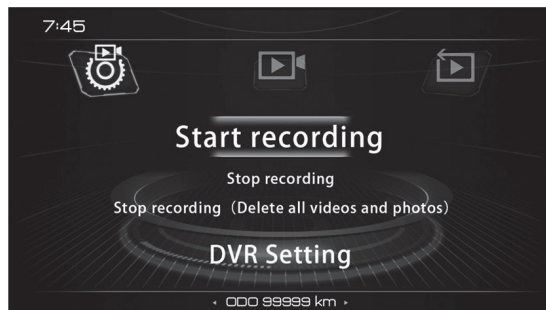 7:45
Start recording
Stop recording
Stop recording (Delete all videos and photos)
DVR Setting
ODO 99999 km